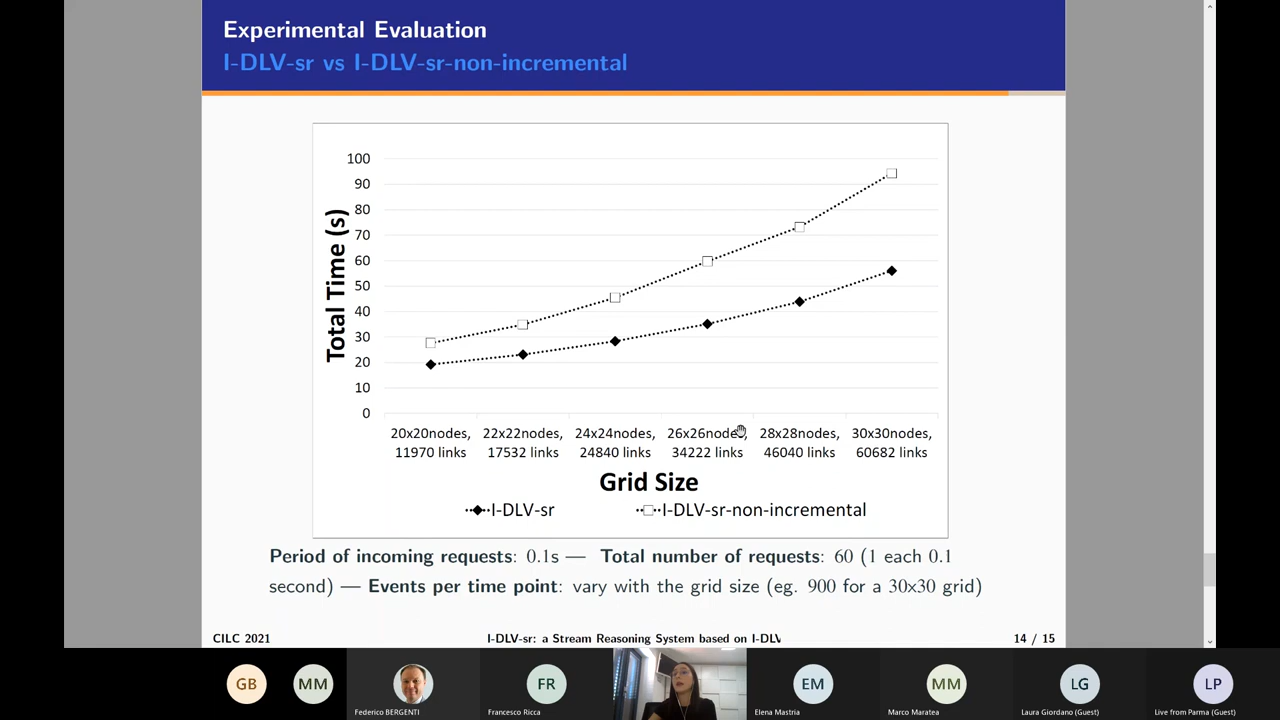 Experimental Evaluation
I-DLV-sr vs I-DLV-sr-non-incremental
100
90
80
70
60
50
40
30
20
10
0
Total Time (s)
20x20nodes, 22x22nodes, 24x24nodes, 26x26nodes, 28x28nodes, 30x30nodes,
11970 links 17532 links 24840 links 34222 links 46040 links 60682 links
Grid Size
I-DLV-sr I-DLV-sr-non-incremental
Period of incoming requests: 0.1s — Total number of requests: 60 (1 each 0.1
second) — Events per time point: vary with the grid size (eg. 900 for a 30x30 grid)
CILC 2021 I-DLV-sr: a Stream Reasoning System based on I-DLV 14 / 15
GB MM FR EM MM LG LP
Federico BERGENTI Francesco Ricca Elena Mastria Marco Maratea Laura Giordano (Guest) Live from Parma (Guest)